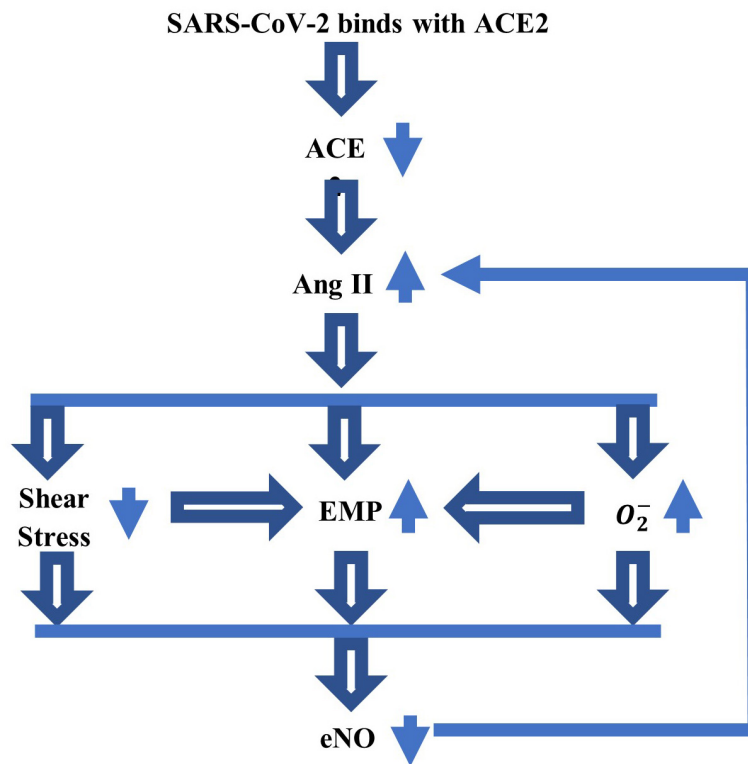 SARS-CoV-2 binds with ACE2
ACE
Ang II
Shear
Stress
EMP
O₂⁻
eNO